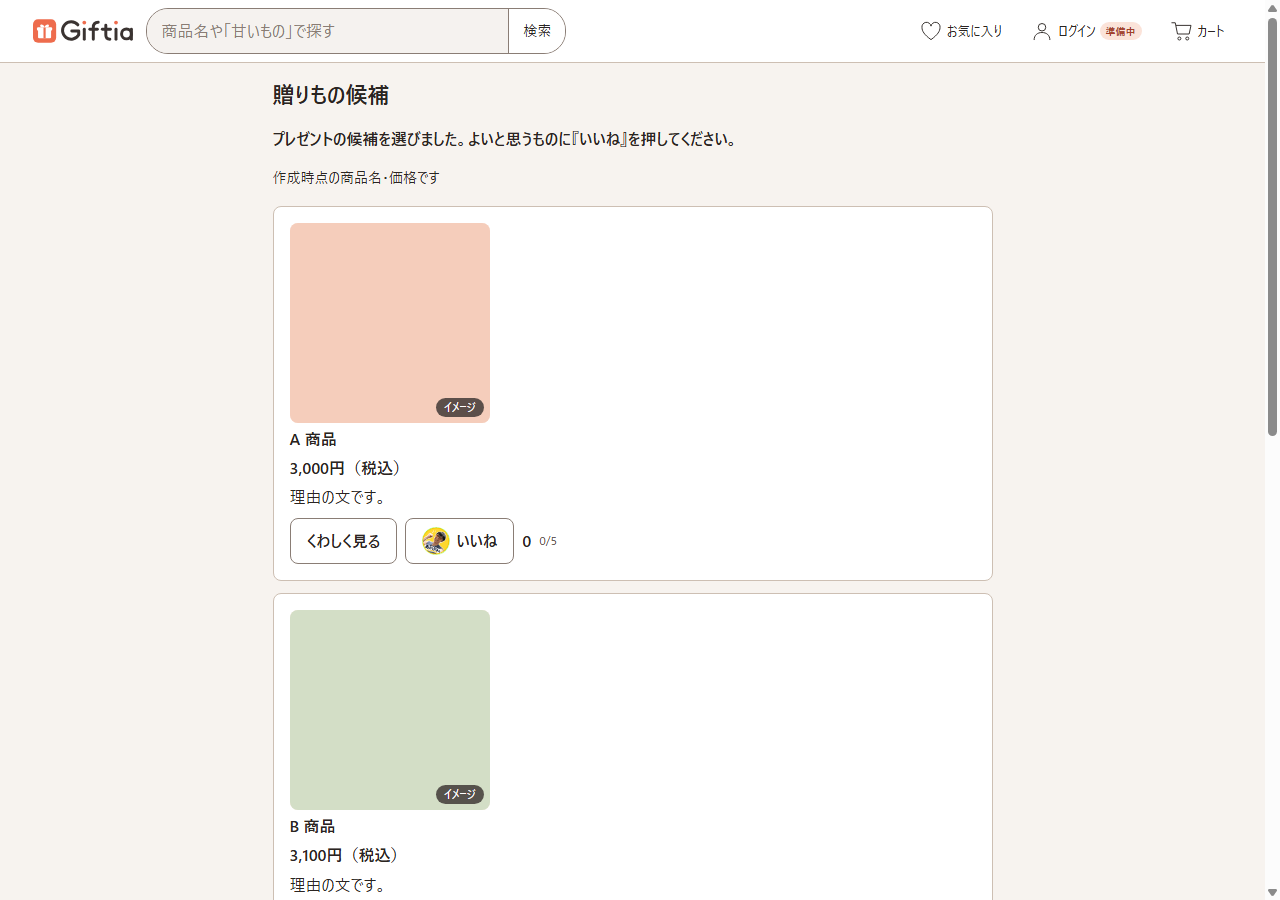 Giftia
商品名や「甘いもの」で探す
検索
お気に入り
ログイン
準備中
カート
贈りもの候補
プレゼントの候補を選びました。よいと思うものに『いいね』を押してください。
作成時点の商品名・価格です
イメージ
A 商品
3,000円（税込）
理由の文です。
くわしく見る
いいね
0
0/5
イメージ
B 商品
3,100円（税込）
理由の文です。